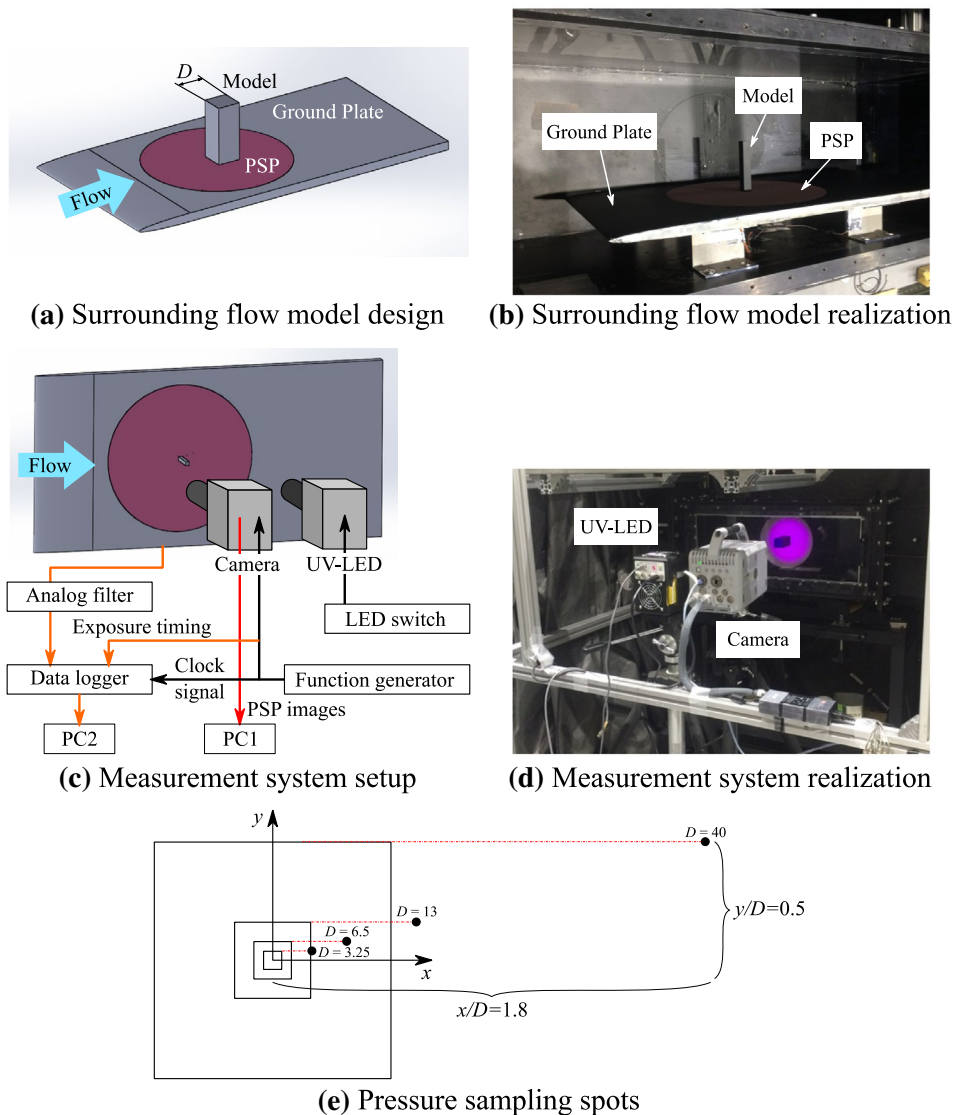 D
Model
Ground Plate
PSP
Flow
(a) Surrounding flow model design
Model
Ground Plate
PSP
(b) Surrounding flow model realization
Flow
Camera
UV-LED
Analog filter
LED switch
Exposure timing
Data logger
Clock
signal
Function generator
PSP images
PC2
PC1
(c) Measurement system setup
UV-LED
Camera
(d) Measurement system realization
y
D = 40
y/D=0.5
D = 13
D = 6.5
D = 3.25
x
x/D=1.8
(e) Pressure sampling spots